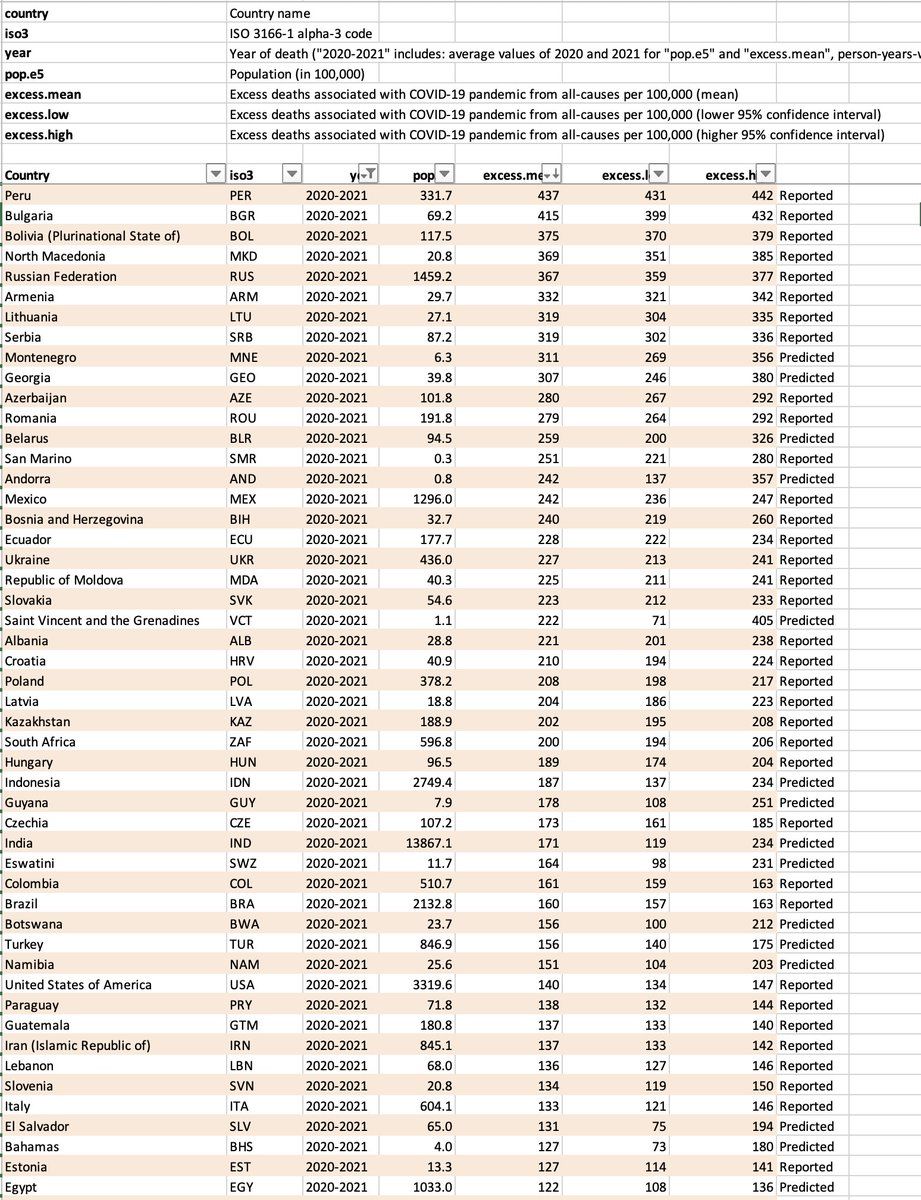 country Country name
iso3 ISO 3166-1 alpha-3 code
year Year of death ("2020-2021" includes: average values of 2020 and 2021 for "pop.e5" and "excess.mean", person-years-
pop.e5 Population (in 100,000)
excess.mean Excess deaths associated with COVID-19 pandemic from all-causes per 100,000 (mean)
excess.low Excess deaths associated with COVID-19 pandemic from all-causes per 100,000 (lower 95% confidence interval)
excess.high Excess deaths associated with COVID-19 pandemic from all-causes per 100,000 (higher 95% confidence interval)
Country iso3 ye pop excess.me excess.l excess.h
Peru PER 2020-2021 331.7 437 431 442 Reported
Bulgaria BGR 2020-2021 69.2 415 399 432 Reported
Bolivia (Plurinational State of) BOL 2020-2021 117.5 375 370 379 Reported
North Macedonia MKD 2020-2021 20.8 369 351 385 Reported
Russian Federation RUS 2020-2021 1459.2 367 359 377 Reported
Armenia ARM 2020-2021 29.7 332 321 342 Reported
Lithuania LTU 2020-2021 27.1 319 304 335 Reported
Serbia SRB 2020-2021 87.2 319 302 336 Reported
Montenegro MNE 2020-2021 6.3 311 269 356 Predicted
Georgia GEO 2020-2021 39.8 307 246 380 Predicted
Azerbaijan AZE 2020-2021 101.8 280 267 292 Reported
Romania ROU 2020-2021 191.8 279 264 292 Reported
Belarus BLR 2020-2021 94.5 259 200 326 Predicted
San Marino SMR 2020-2021 0.3 251 221 280 Reported
Andorra AND 2020-2021 0.8 242 137 357 Predicted
Mexico MEX 2020-2021 1296.0 242 236 247 Reported
Bosnia and Herzegovina BIH 2020-2021 32.7 240 219 260 Reported
Ecuador ECU 2020-2021 177.7 228 222 234 Reported
Ukraine UKR 2020-2021 436.0 227 213 241 Reported
Republic of Moldova MDA 2020-2021 40.3 225 211 241 Reported
Slovakia SVK 2020-2021 54.6 223 212 233 Reported
Saint Vincent and the Grenadines VCT 2020-2021 1.1 222 71 405 Predicted
Albania ALB 2020-2021 28.8 221 201 238 Reported
Croatia HRV 2020-2021 40.9 210 194 224 Reported
Poland POL 2020-2021 378.2 208 198 217 Reported
Latvia LVA 2020-2021 18.8 204 186 223 Reported
Kazakhstan KAZ 2020-2021 188.9 202 195 208 Reported
South Africa ZAF 2020-2021 596.8 200 194 206 Reported
Hungary HUN 2020-2021 96.5 189 174 204 Reported
Indonesia IDN 2020-2021 2749.4 187 137 234 Predicted
Guyana GUY 2020-2021 7.9 178 108 251 Predicted
Czechia CZE 2020-2021 107.2 173 161 185 Reported
India IND 2020-2021 13867.1 171 119 234 Predicted
Eswatini SWZ 2020-2021 11.7 164 98 231 Predicted
Colombia COL 2020-2021 510.7 161 159 163 Reported
Brazil BRA 2020-2021 2132.8 160 157 163 Reported
Botswana BWA 2020-2021 23.7 156 100 212 Predicted
Turkey TUR 2020-2021 846.9 156 140 175 Predicted
Namibia NAM 2020-2021 25.6 151 104 203 Predicted
United States of America USA 2020-2021 3319.6 140 134 147 Reported
Paraguay PRY 2020-2021 71.8 138 132 144 Reported
Guatemala GTM 2020-2021 180.8 137 133 140 Reported
Iran (Islamic Republic of) IRN 2020-2021 845.1 137 133 142 Reported
Lebanon LBN 2020-2021 68.0 136 127 146 Reported
Slovenia SVN 2020-2021 20.8 134 119 150 Reported
Italy ITA 2020-2021 604.1 133 121 146 Reported
El Salvador SLV 2020-2021 65.0 131 75 194 Predicted
Bahamas BHS 2020-2021 4.0 127 73 180 Predicted
Estonia EST 2020-2021 13.3 127 114 141 Reported
Egypt EGY 2020-2021 1033.0 122 108 136 Predicted